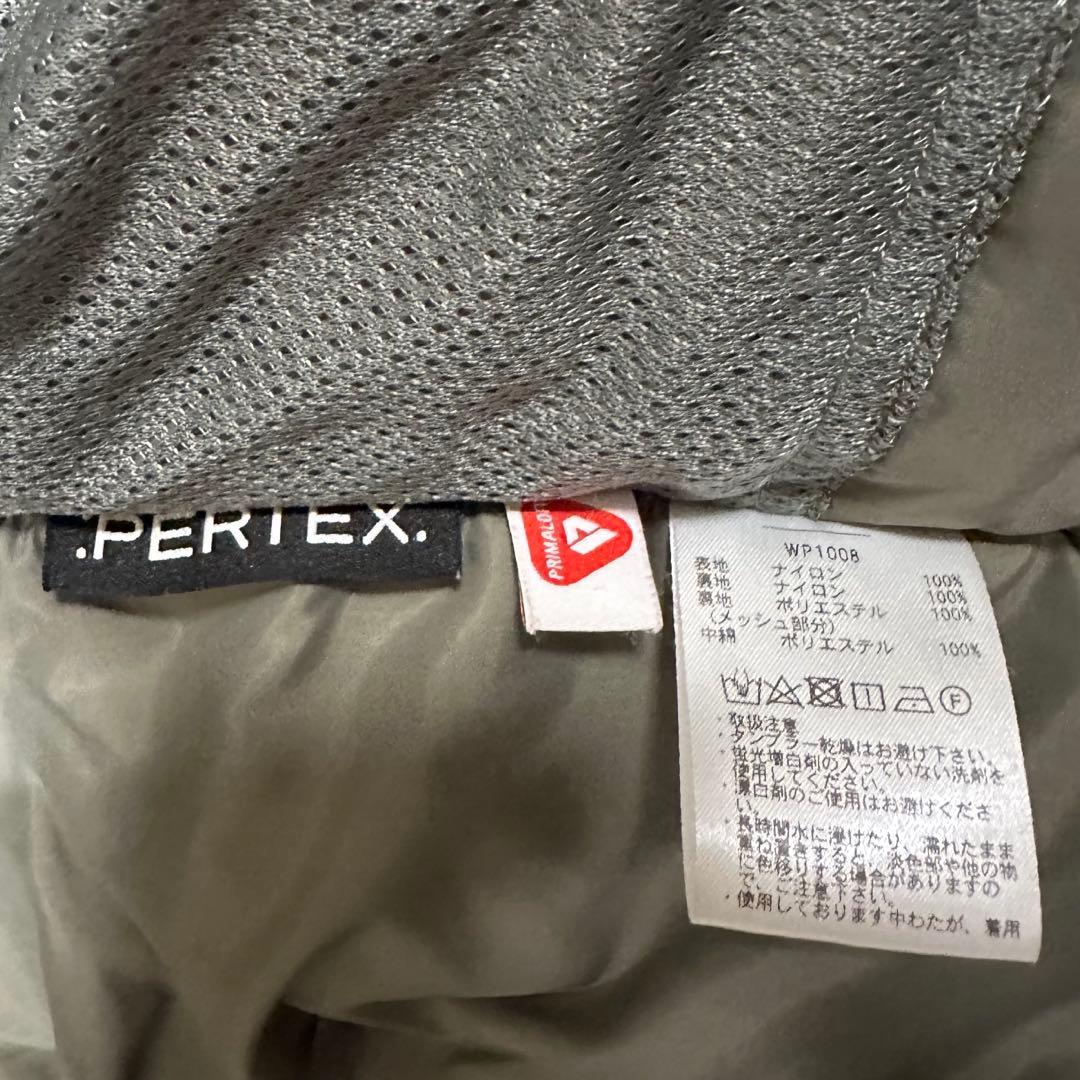 .PERTEX.
PRIMALOFT
WP1008
表地 ナイロン 100%
裏地 ナイロン 100%
裏地 ポリエステル 100%
(メッシュ部分)
中綿 ポリエステル 100%
F
・取扱注意
・タンブラー乾燥はお避け下さい。
・蛍光増白剤の入っていない洗剤を
使用してください。
・漂白剤のご使用はお避けくださ
い。
・長時間水に浸けたり、濡れたまま
重ね置きすると、淡色部や他の物
に色移りする場合がありますの
で、ご注意下さい。
・使用しております中わたが、着用